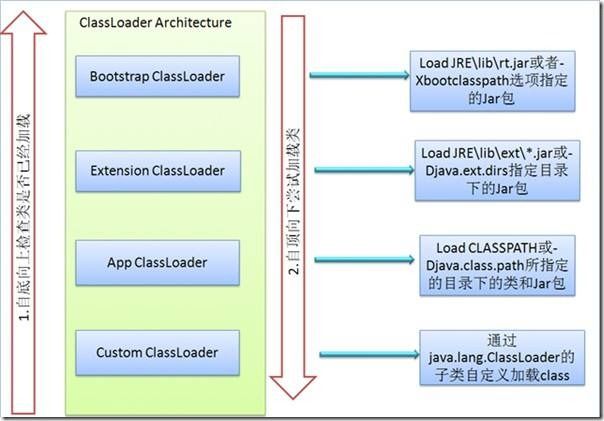 ClassLoader Architecture
1.自底向上检查类是否已经加载
Bootstrap ClassLoader
Extension ClassLoader
App ClassLoader
Custom ClassLoader
2.自顶向下尝试加载类
Load JRE\lib\rt.jar或者-
Xbootclasspath选项指定
的Jar包
Load JRE\lib\ext\*.jar或-
Djava.ext.dirs指定目录
下的Jar包
Load CLASSPATH或-
Djava.class.path所指定
的目录下的类和Jar包
通过
java.lang.ClassLoader的
子类自定义加载class